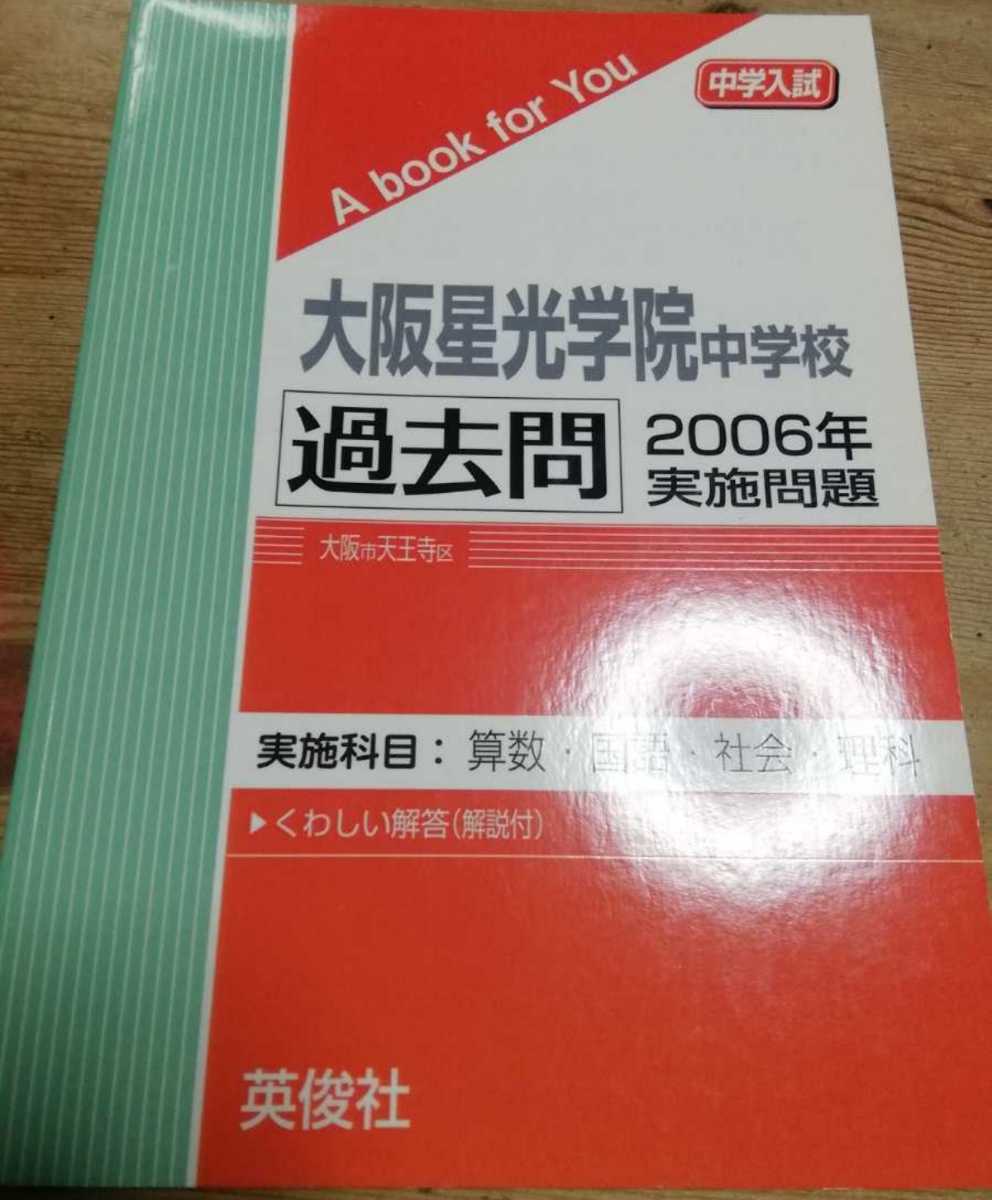 A book for You
中学入試
大阪星光学院中学校
過去問
2006年
実施問題
大阪市天王寺区
実施科目：算数・国語・社会・理科
▶くわしい解答(解説付)
英俊社